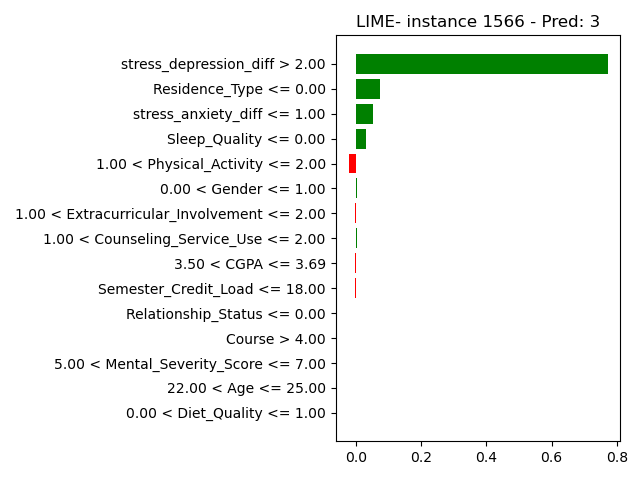 LIME- instance 1566 - Pred: 3
stress_depression_diff > 2.00
Residence_Type <= 0.00
stress_anxiety_diff <= 1.00
Sleep_Quality <= 0.00
1.00 < Physical_Activity <= 2.00
0.00 < Gender <= 1.00
1.00 < Extracurricular_Involvement <= 2.00
1.00 < Counseling_Service_Use <= 2.00
3.50 < CGPA <= 3.69
Semester_Credit_Load <= 18.00
Relationship_Status <= 0.00
Course > 4.00
5.00 < Mental_Severity_Score <= 7.00
22.00 < Age <= 25.00
0.00 < Diet_Quality <= 1.00
0.0 0.2 0.4 0.6 0.8